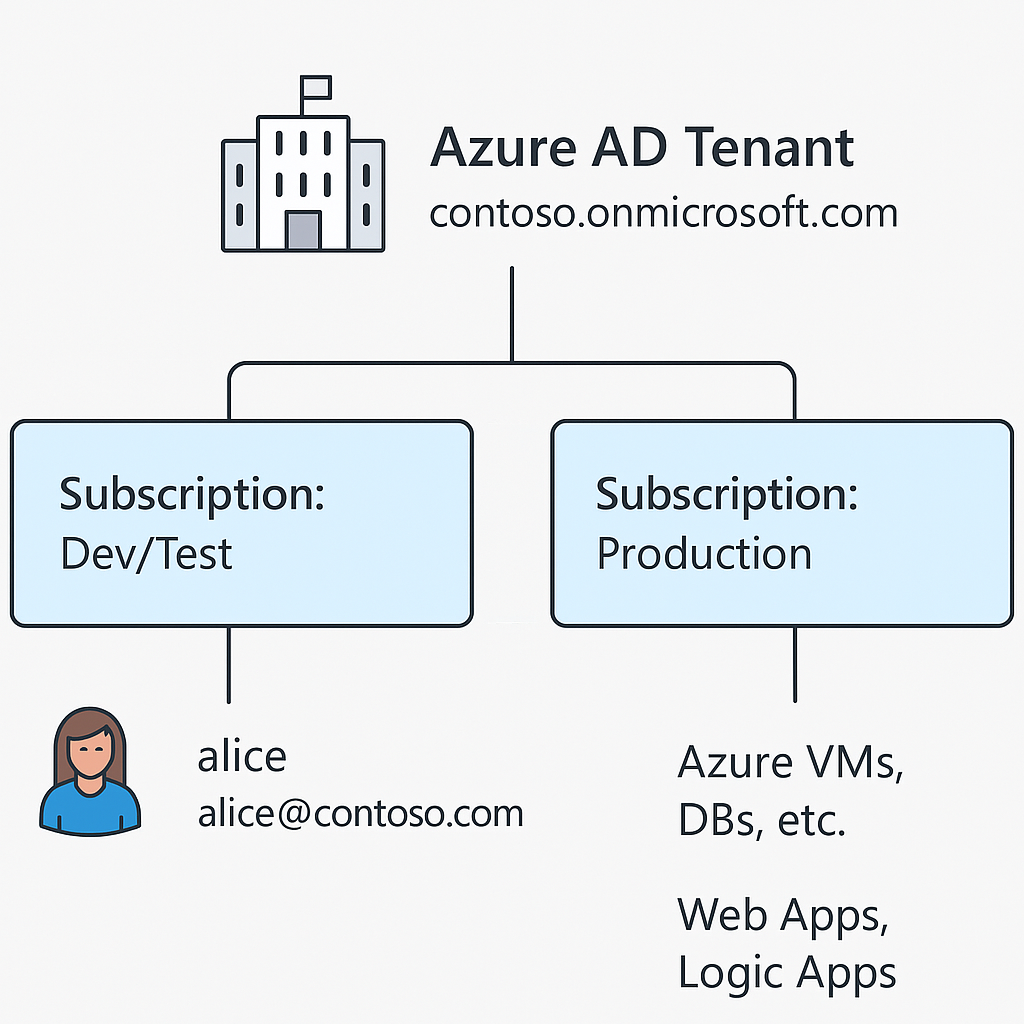 Azure AD Tenant
contoso.onmicrosoft.com
Subscription:
Dev/Test
Subscription:
Production
alice
alice@contoso.com
Azure VMs,
DBs, etc.
Web Apps,
Logic Apps